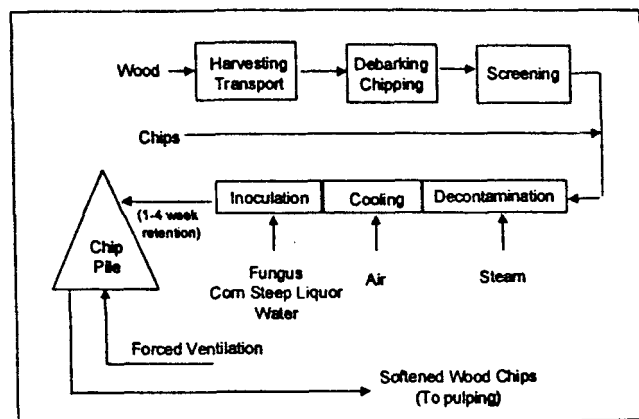 Wood
Harvesting
Transport
Debarking
Chipping
Screening
Chips
Inoculation
Cooling
Decontamination
(1-4 week
retention)
Chip
Pile
Fungus
Corn Steep Liquor
Water
Air
Steam
Forced Ventilation
Softened Wood Chips
(To pulping)